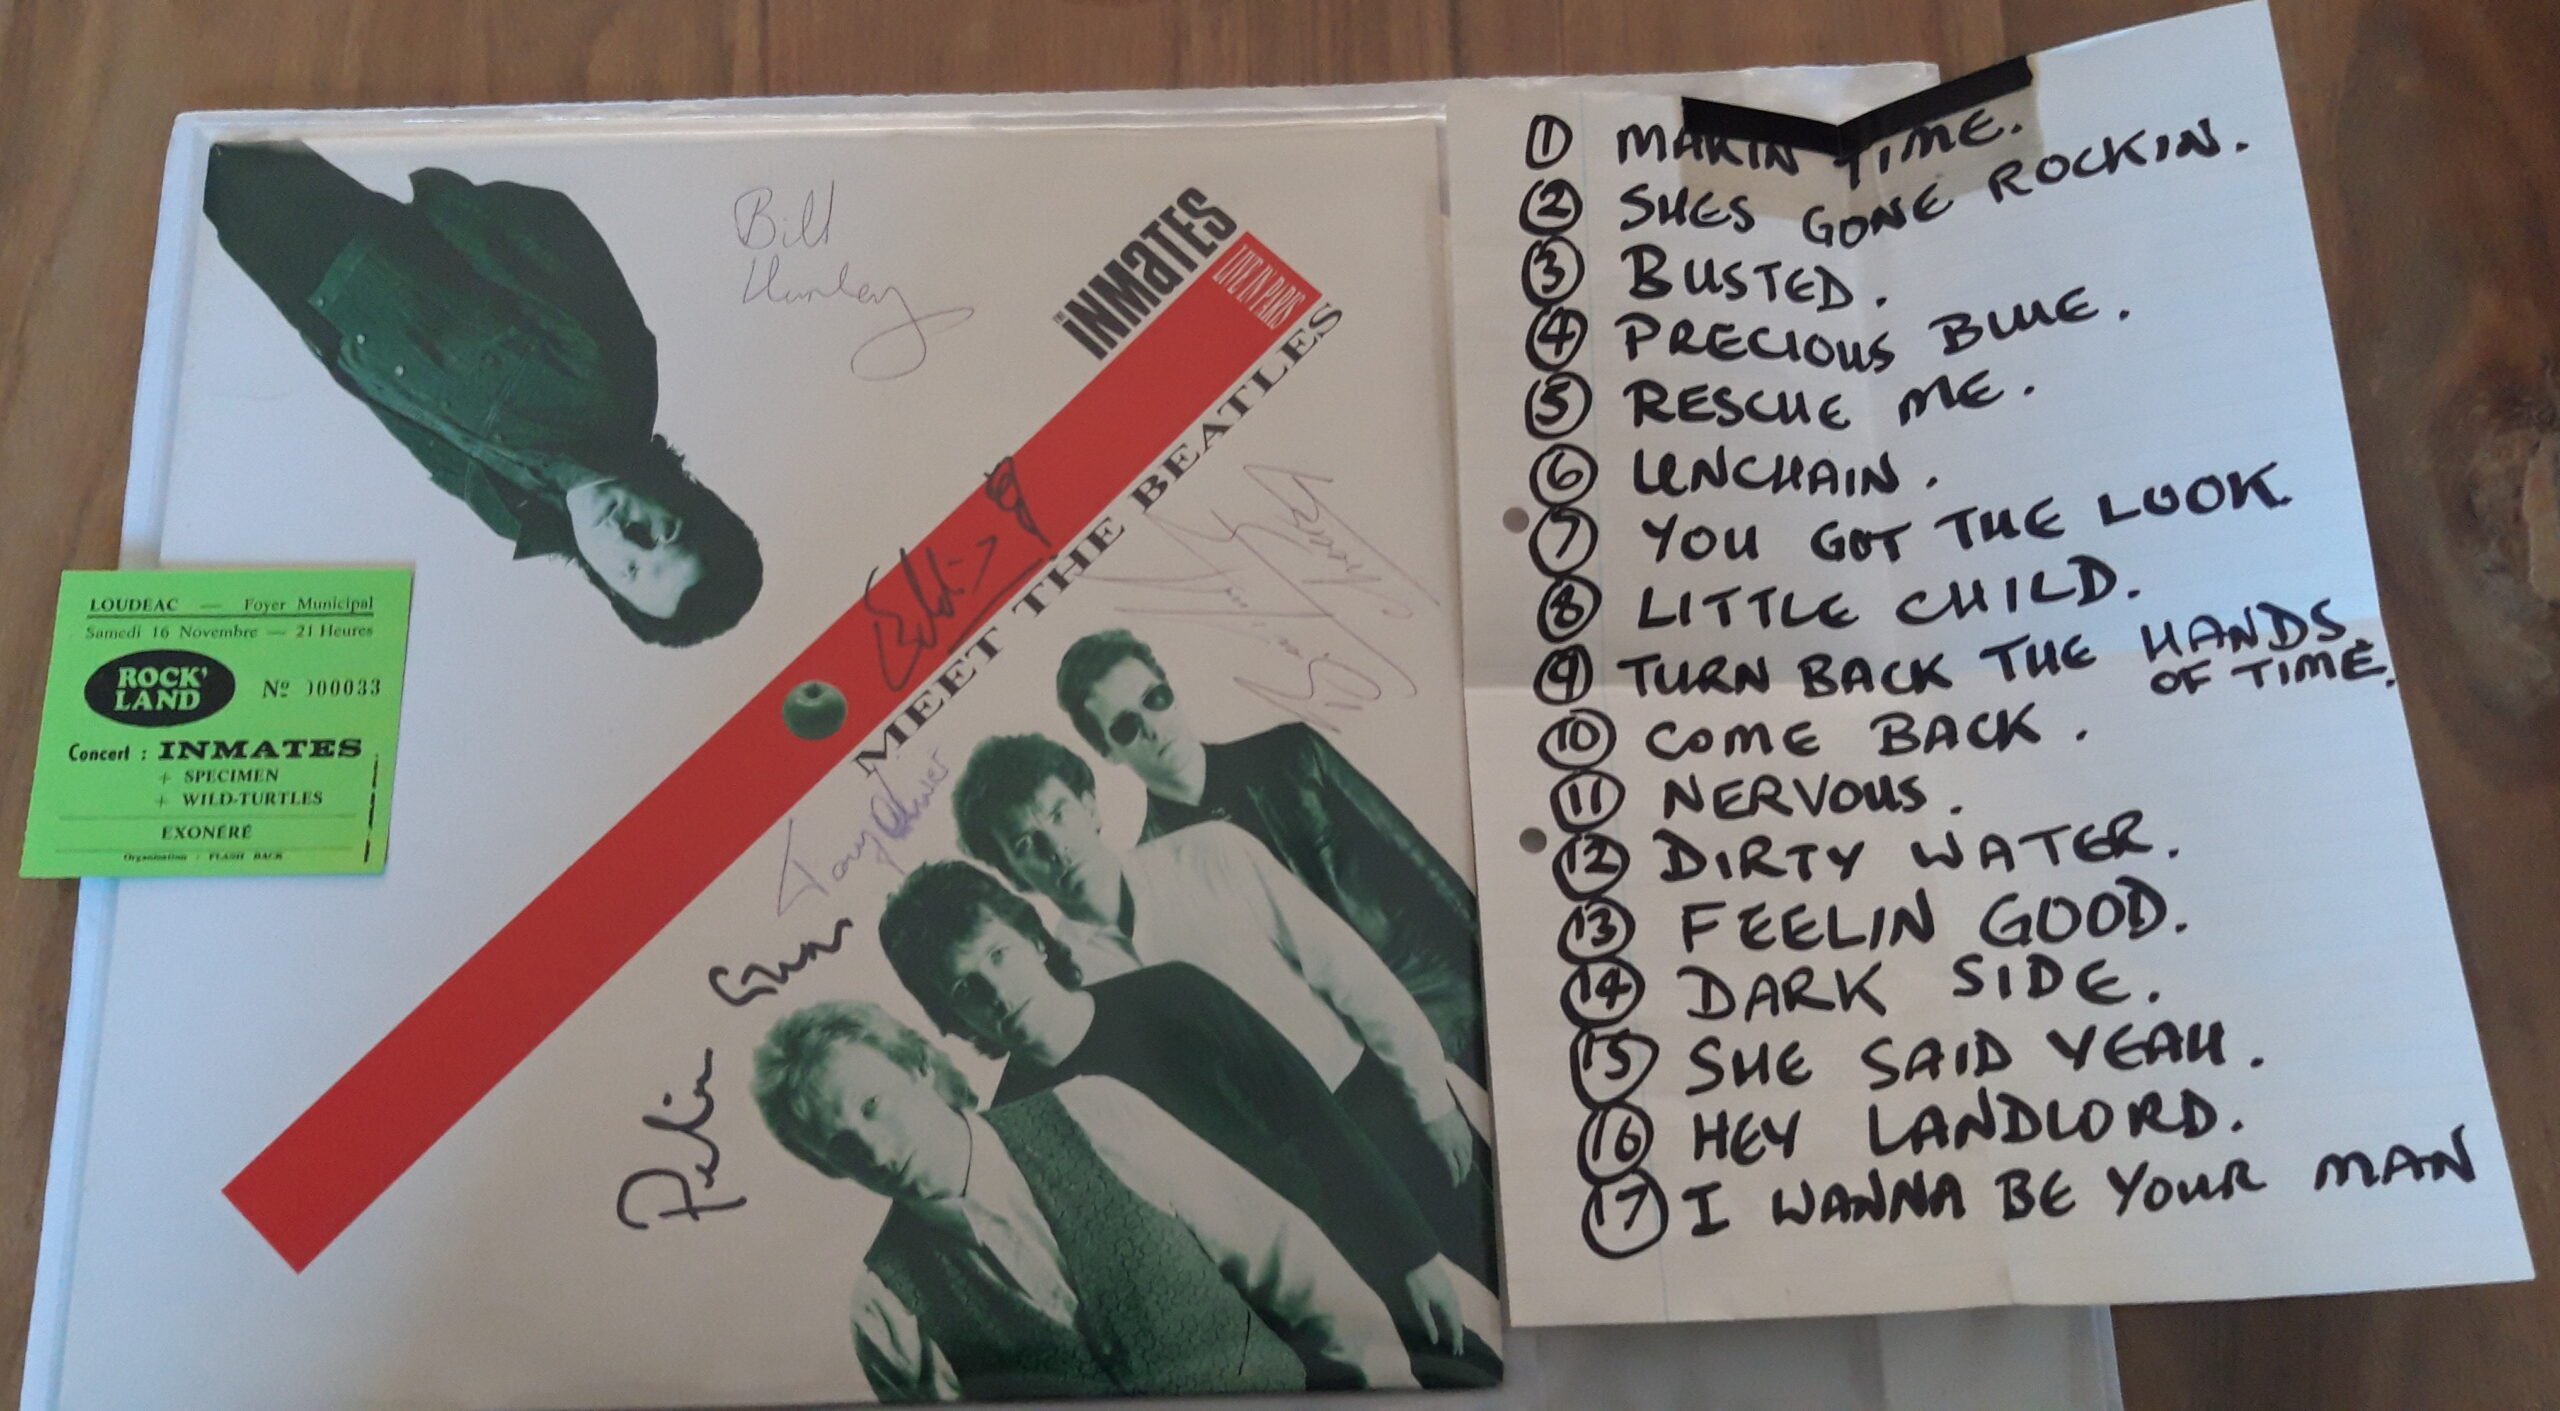 LOUDEAC — Foyer Municipal
Samedi 16 Novembre — 21 Heures
ROCK'
LAND
Nº 000033
Concert : INMATES
+ SPECIMEN
+ WILD-TURTLES
EXONÉRÉ
Organisation : FLASH BACK
Bill
Hurley
THE INMATES
LIVE IN PARIS
MEET THE BEATLES
Eddie
Tony Oliver
Peter Gunn
① MAKIN TIME.
② SHES GONE ROCKIN.
③ BUSTED.
④ PRECIOUS BLUE.
⑤ RESCUE ME.
⑥ UNCHAIN.
⑦ YOU GOT THE LOOK
⑧ LITTLE CHILD.
⑨ TURN BACK THE HANDS
OF TIME.
⑩ COME BACK.
⑪ NERVOUS.
⑫ DIRTY WATER.
⑬ FEELIN GOOD.
⑭ DARK SIDE.
⑮ SHE SAID YEAH.
⑯ HEY LANDLORD.
⑰ I WANNA BE YOUR MAN